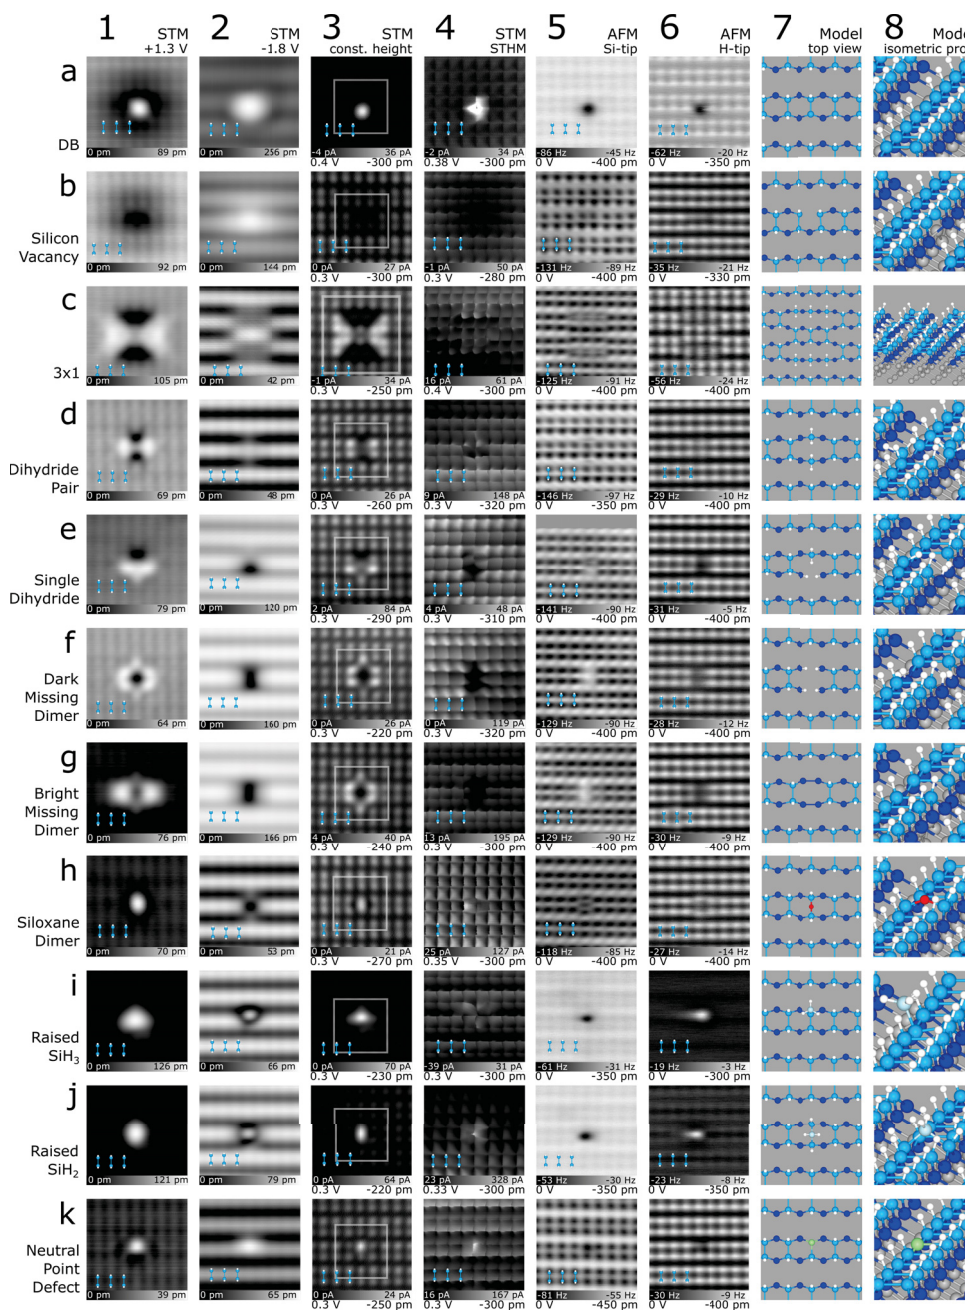 1 2 3 4 5 6 7 8
STM STM STM STM AFM AFM Model Mode
+1.3 V -1.8 V const. height STHM Si-tip H-tip top view isometric pro
a
DB
0 pm 89 pm 0 pm 256 pm -4 pA 36 pA -2 pA 34 pA -86 Hz -45 Hz -62 Hz -20 Hz
0.4 V -300 pm 0.38 V -300 pm 0 V -400 pm 0 V -350 pm
b
Silicon
Vacancy
0 pm 92 pm 0 pm 144 pm 0 pA 27 pA -1 pA 50 pA -131 Hz -89 Hz -35 Hz -21 Hz
0.3 V -300 pm 0.3 V -280 pm 0 V -400 pm 0 V -330 pm
c
3x1
0 pm 105 pm 0 pm 42 pm -1 pA 34 pA 16 pA 61 pA -125 Hz -91 Hz -56 Hz -24 Hz
0.3 V -250 pm 0.4 V -300 pm 0 V -400 pm 0 V -400 pm
d
Dihydride
Pair
0 pm 69 pm 0 pm 48 pm 0 pA 26 pA 9 pA 148 pA -146 Hz -97 Hz -29 Hz -10 Hz
0.3 V -260 pm 0.3 V -320 pm 0 V -350 pm 0 V -400 pm
e
Single
Dihydride
0 pm 79 pm 0 pm 120 pm 2 pA 84 pA 4 pA 48 pA -141 Hz -90 Hz -31 Hz -5 Hz
0.3 V -290 pm 0.3 V -310 pm 0 V -400 pm 0 V -400 pm
f
Dark
Missing
Dimer
0 pm 64 pm 0 pm 160 pm 0 pA 26 pA 0 pA 119 pA -129 Hz -90 Hz -28 Hz -12 Hz
0.3 V -220 pm 0.3 V -320 pm 0 V -400 pm 0 V -400 pm
g
Bright
Missing
Dimer
0 pm 76 pm 0 pm 166 pm 4 pA 40 pA 13 pA 195 pA -129 Hz -90 Hz -30 Hz -9 Hz
0.3 V -240 pm 0.3 V -300 pm 0 V -400 pm 0 V -400 pm
h
Siloxane
Dimer
0 pm 70 pm 0 pm 53 pm 0 pA 21 pA 25 pA 127 pA -118 Hz -85 Hz -27 Hz -14 Hz
0.3 V -270 pm 0.35 V -300 pm 0 V -400 pm 0 V -400 pm
i
Raised
SiH3
0 pm 126 pm 0 pm 66 pm 0 pA 70 pA -39 pA 31 pA -61 Hz -31 Hz -19 Hz -3 Hz
0.3 V -230 pm 0.3 V -300 pm 0 V -400 pm 0 V -350 pm
j
Raised
SiH2
0 pm 121 pm 0 pm 79 pm 0 pA 64 pA 23 pA 328 pA -53 Hz -30 Hz -23 Hz -8 Hz
0.3 V -220 pm 0.33 V -300 pm 0 V -400 pm 0 V -350 pm
k
Neutral
Point
Defect
0 pm 39 pm 0 pm 65 pm 0 pA 24 pA 16 pA 167 pA -81 Hz -55 Hz -30 Hz -9 Hz
0.3 V -250 pm 0.3 V -300 pm 0 V -450 pm 0 V -400 pm